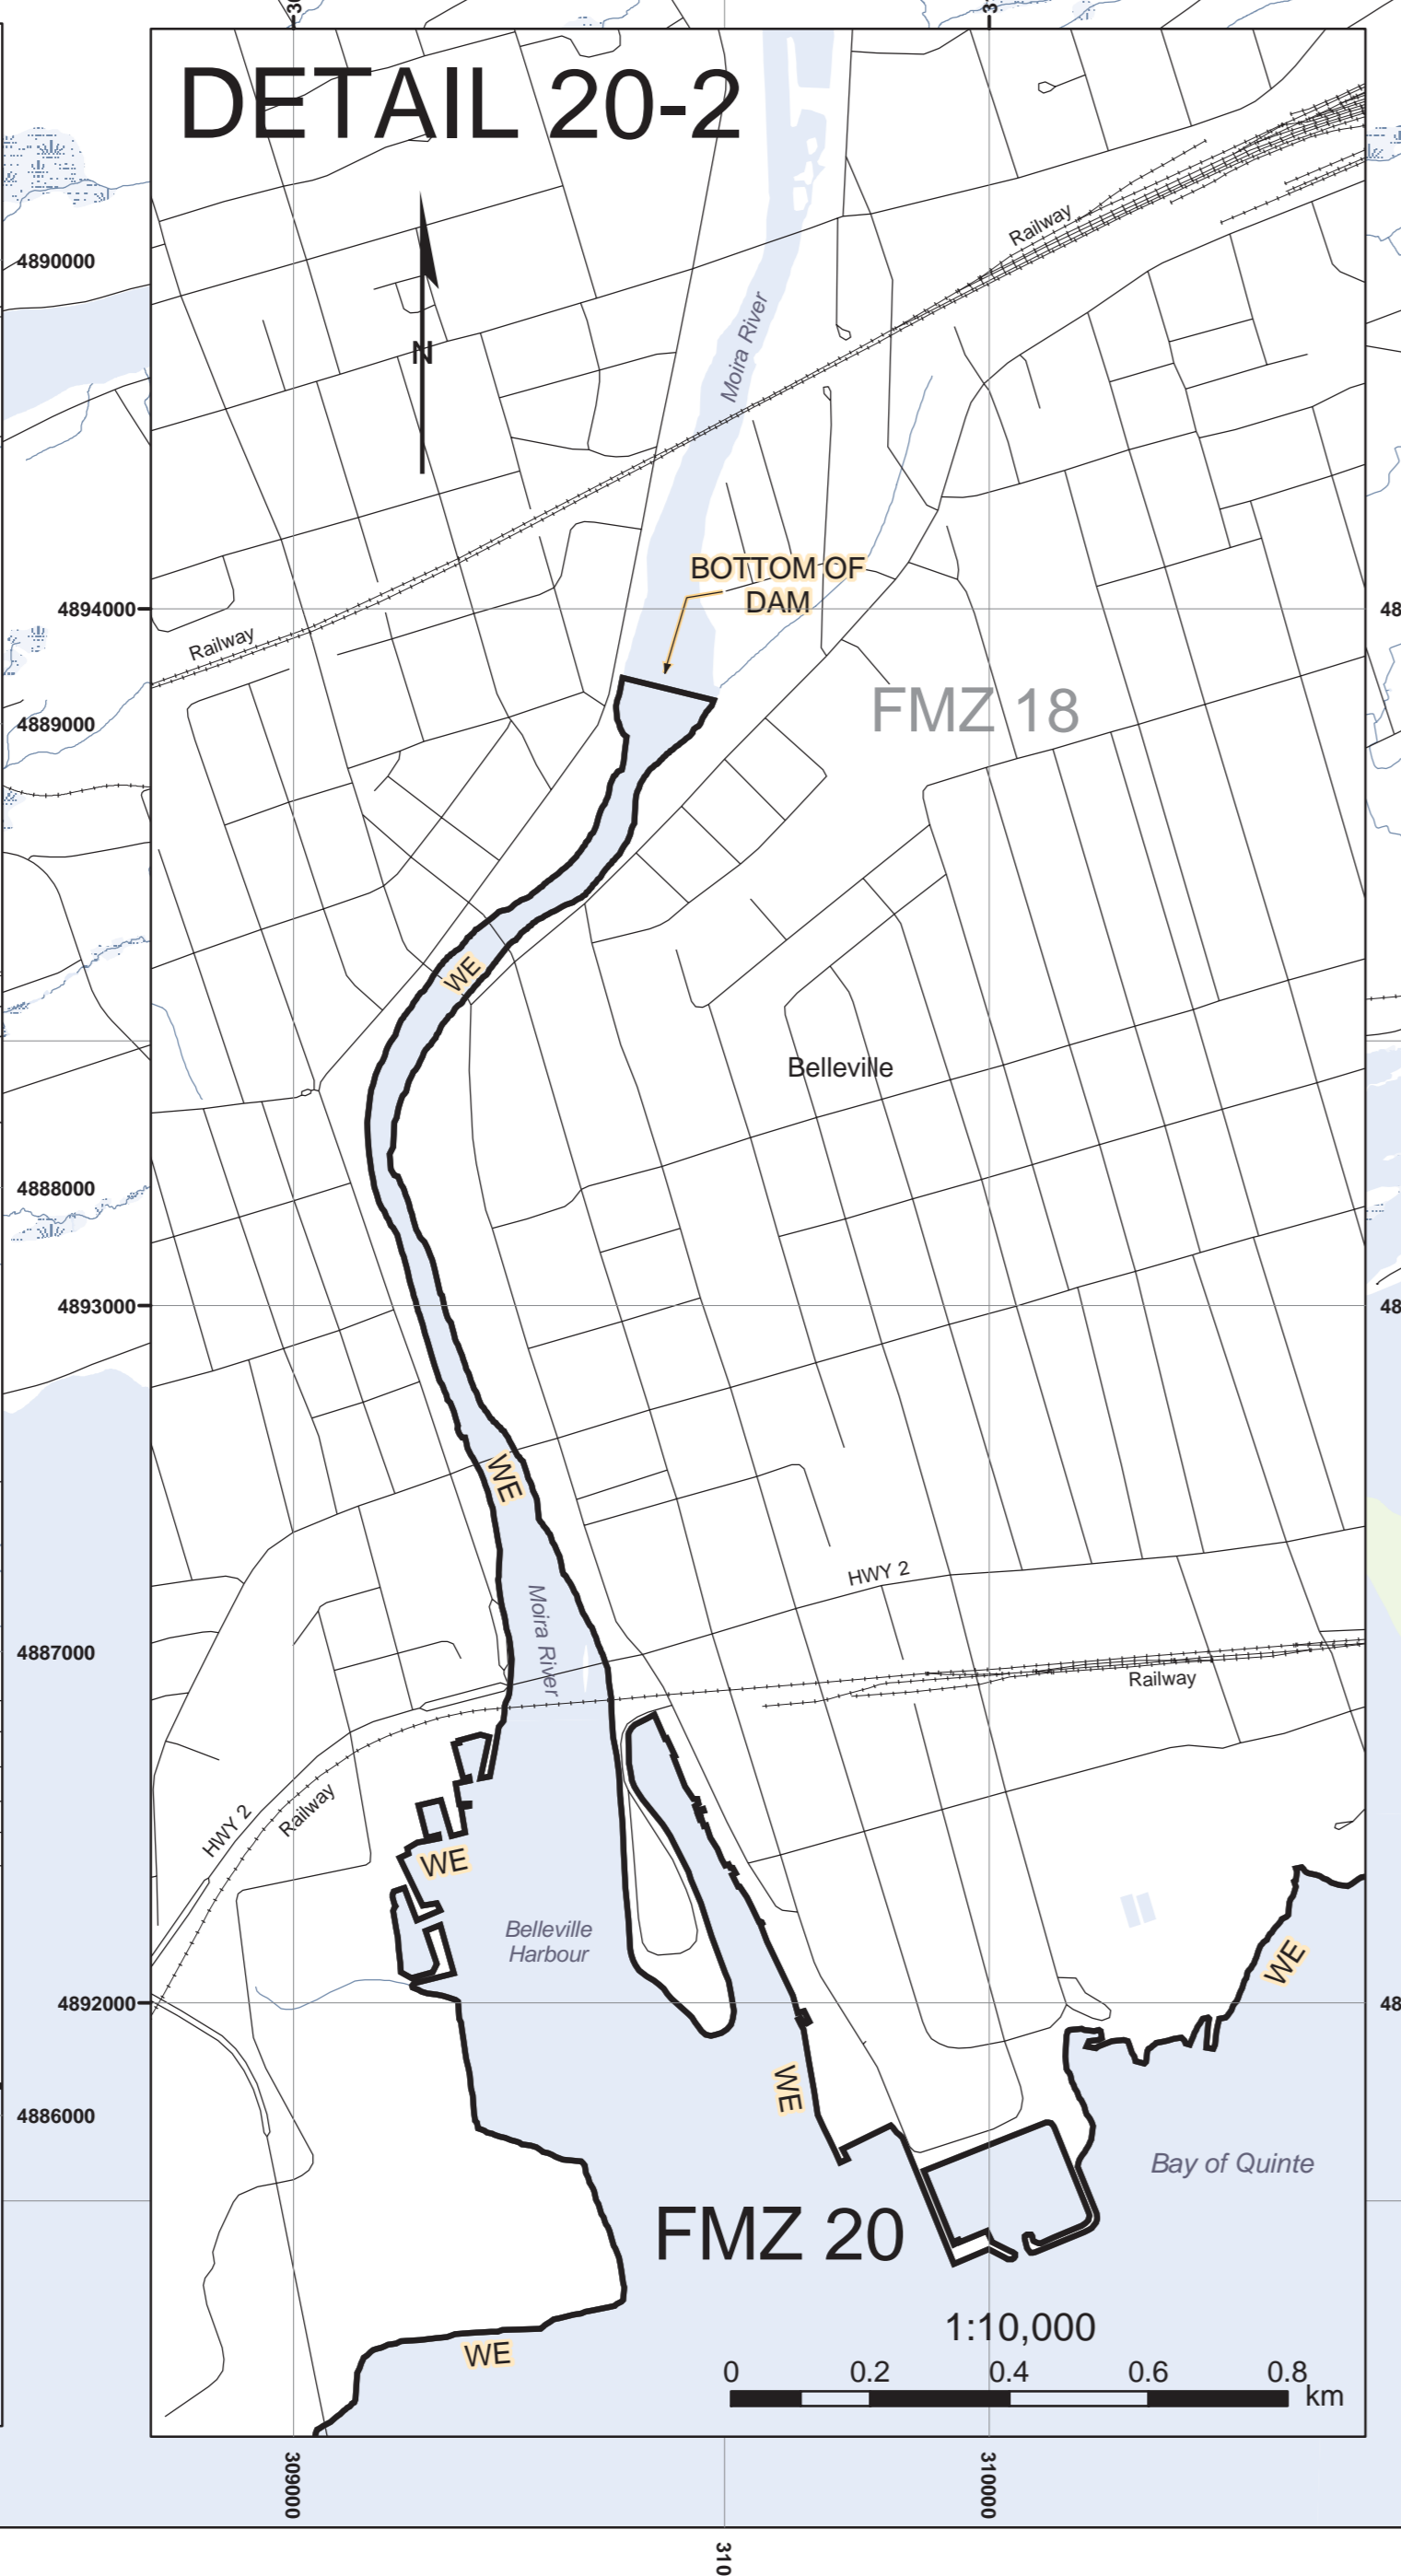 DETAIL 20-2
Railway
4890000
Moira River
N
BOTTOM OF
DAM
4894000
Railway
FMZ 18
4889000
WE
Belleville
4888000
4893000
WE
HWY 2
Moira River
4887000
Railway
HWY 2
Railway
WE
Belleville
Harbour
WE
4892000
WE
4886000
Bay of Quinte
FMZ 20
1:10,000
WE
0 0.2 0.4 0.6 0.8
km
309000
310000